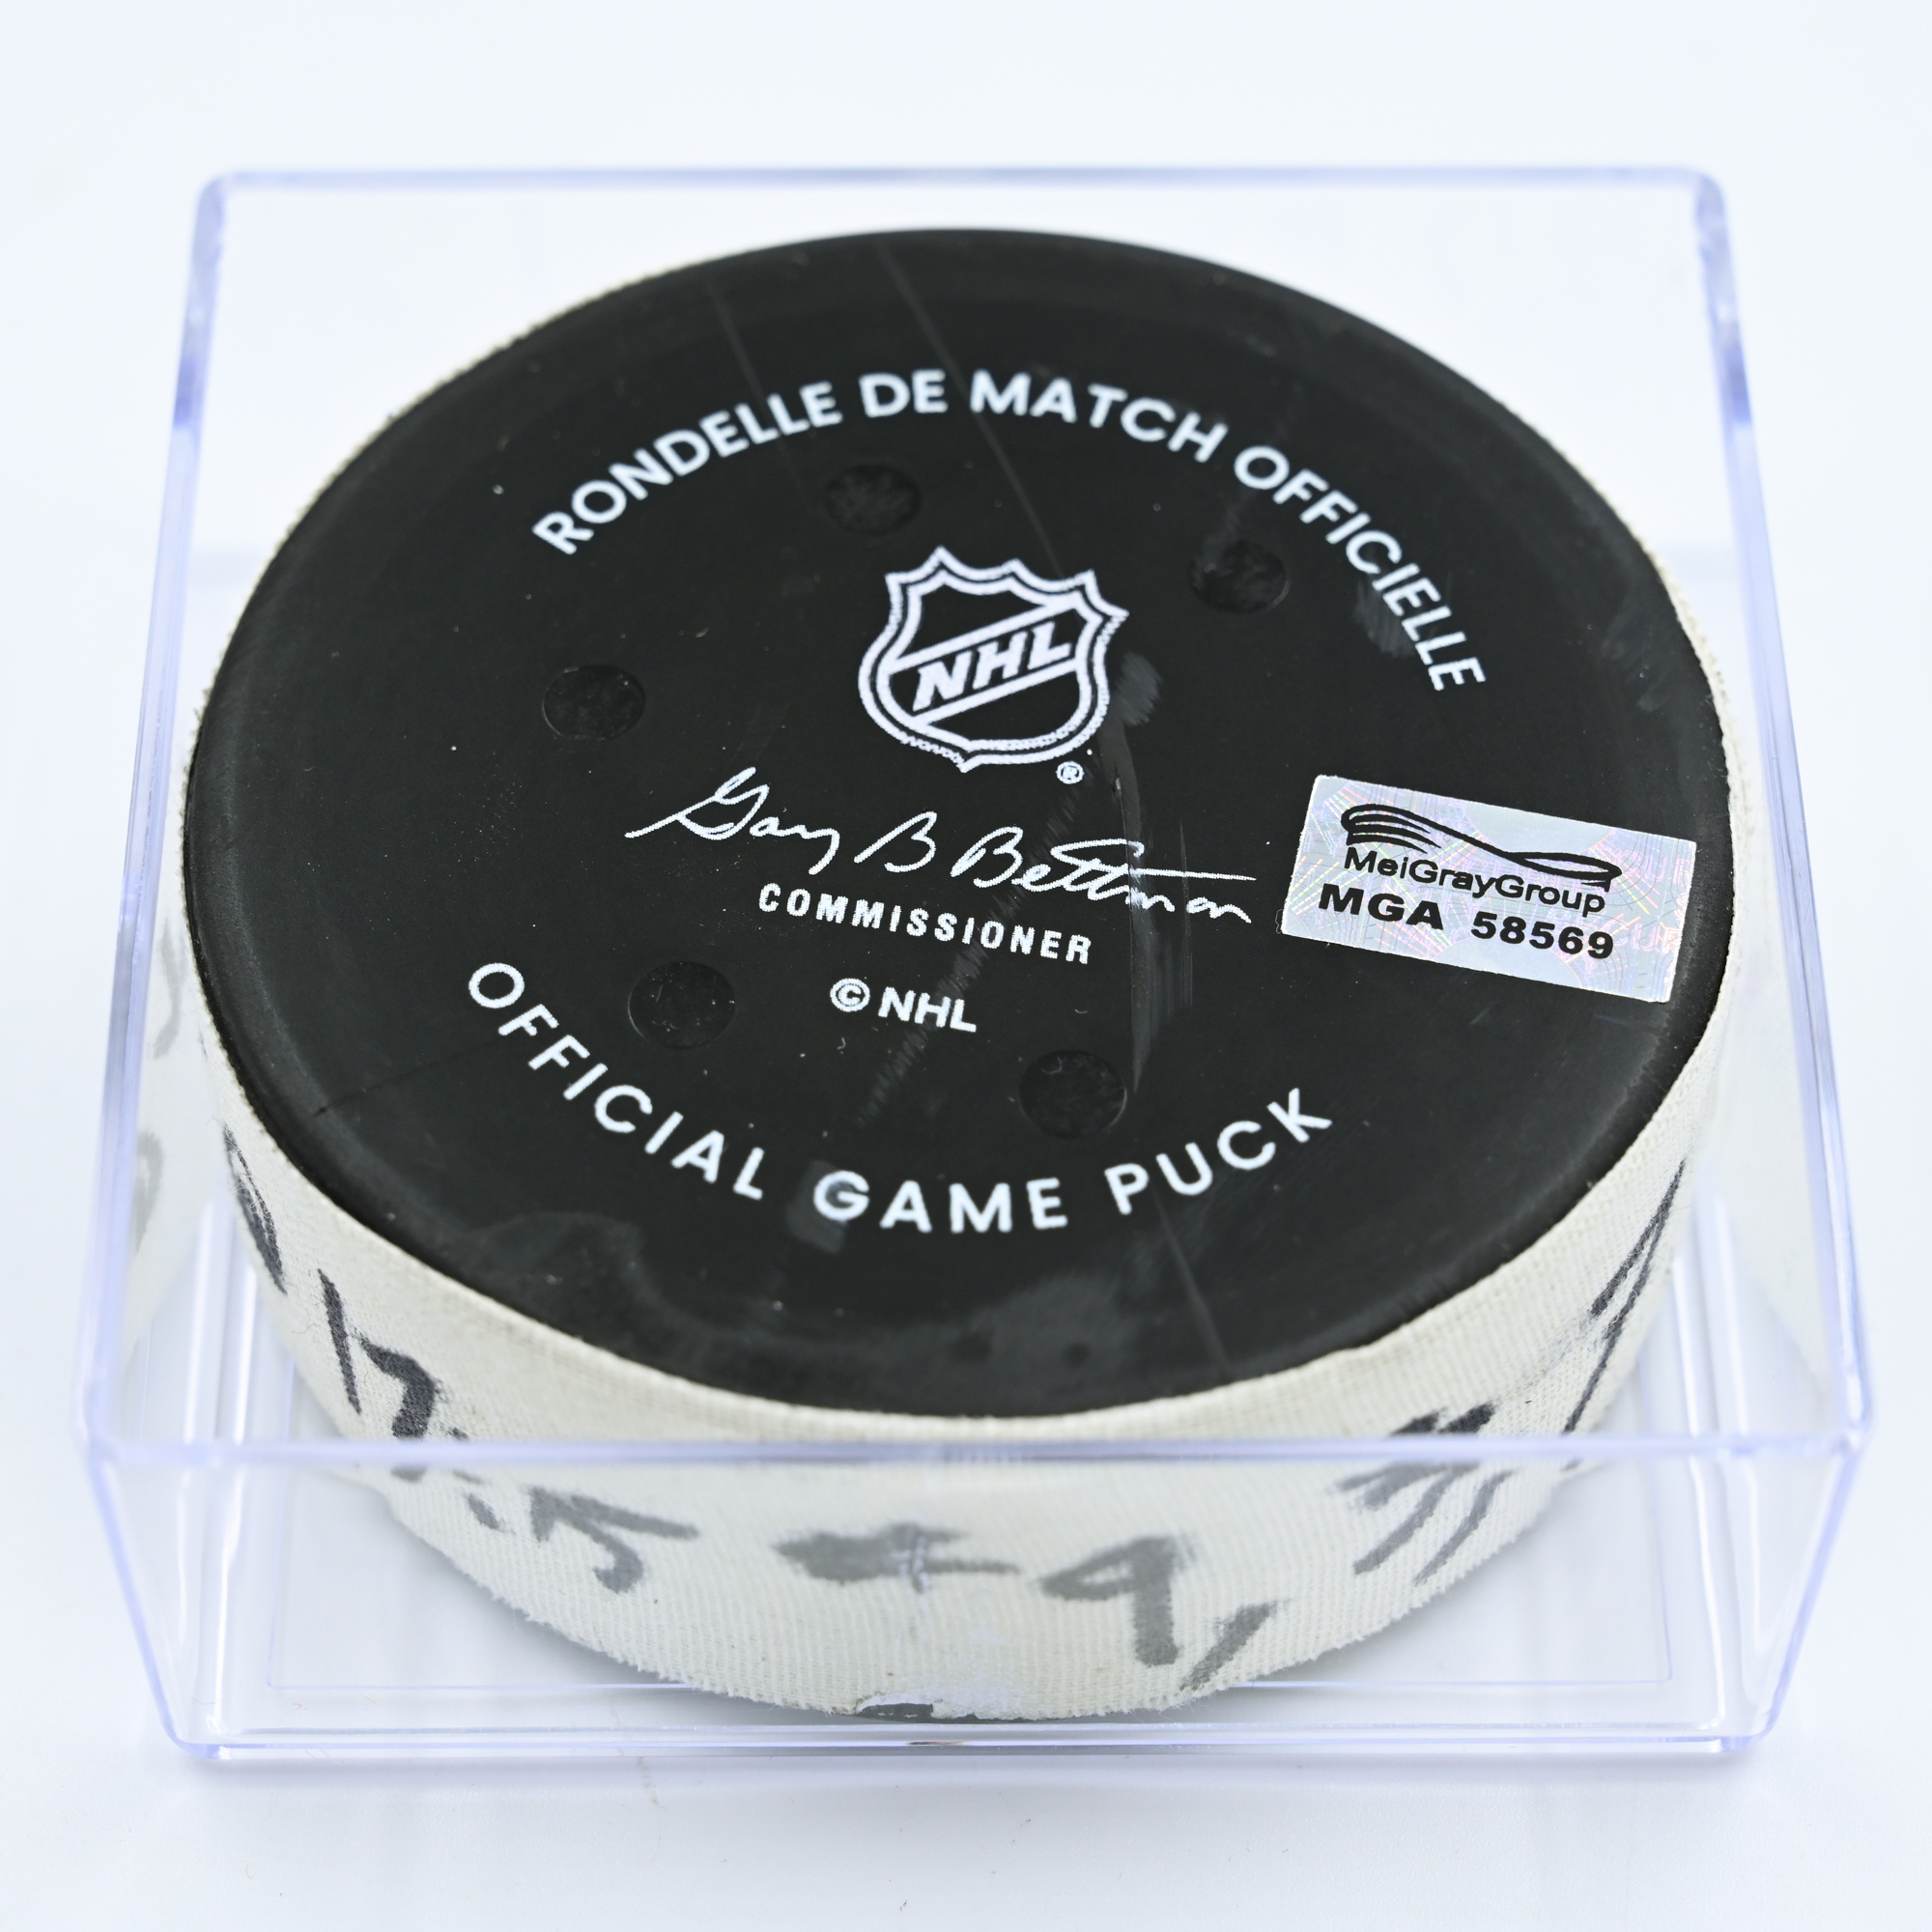 RONDELLE DE MATCH OFFICIELLE
NHL
®
Gary B Bettman
COMMISSIONER
© NHL
OFFICIAL GAME PUCK
MeiGrayGroup
MGA 58569